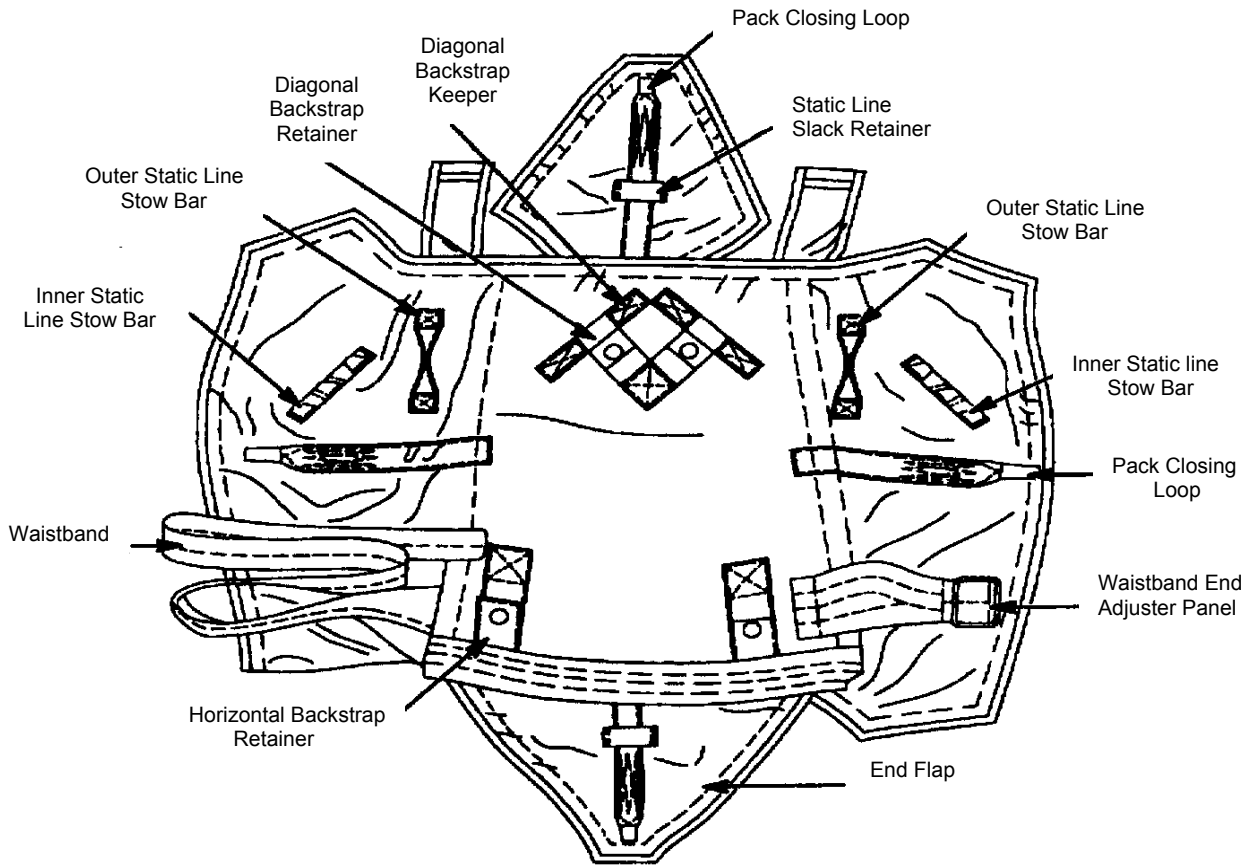 Pack Closing Loop
Diagonal
Backstrap
Keeper
Diagonal
Backstrap
Retainer
Static Line
Slack Retainer
Outer Static Line
Stow Bar
Outer Static Line
Stow Bar
Inner Static
Line Stow Bar
Inner Static line
Stow Bar
Pack Closing
Loop
Waistband
Waistband End
Adjuster Panel
Horizontal Backstrap
Retainer
End Flap